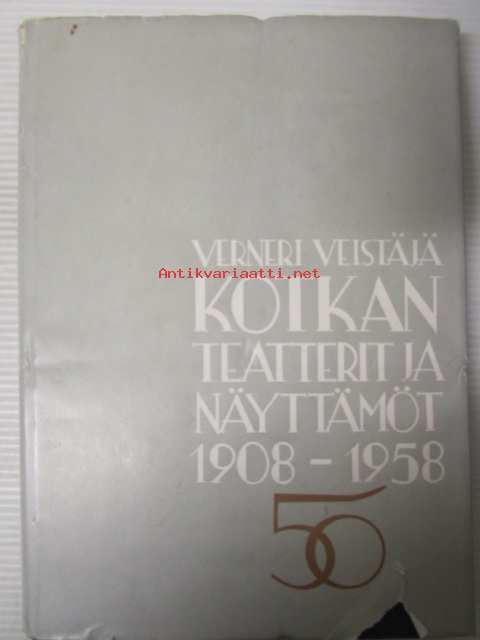 VERNERI VEISTÄJÄ
Antikvariaatti.net
KOTKAN
TEATTERIT JA
NÄYTTÄMÖT
1908 - 1958
50